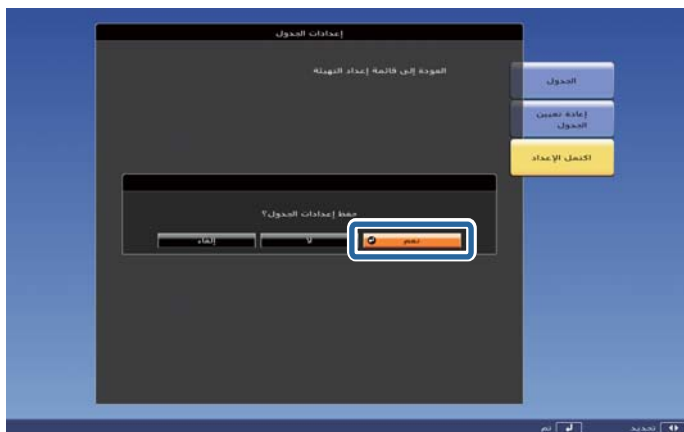 إعدادات الجدول
العودة إلى قائمة إعداد التهيئة
الجدول
إعادة تعيين
الجدول
اكتمل الإعداد
حفظ إعدادات الجدول؟
نعم
لا
إلغاء
تحديد
تم